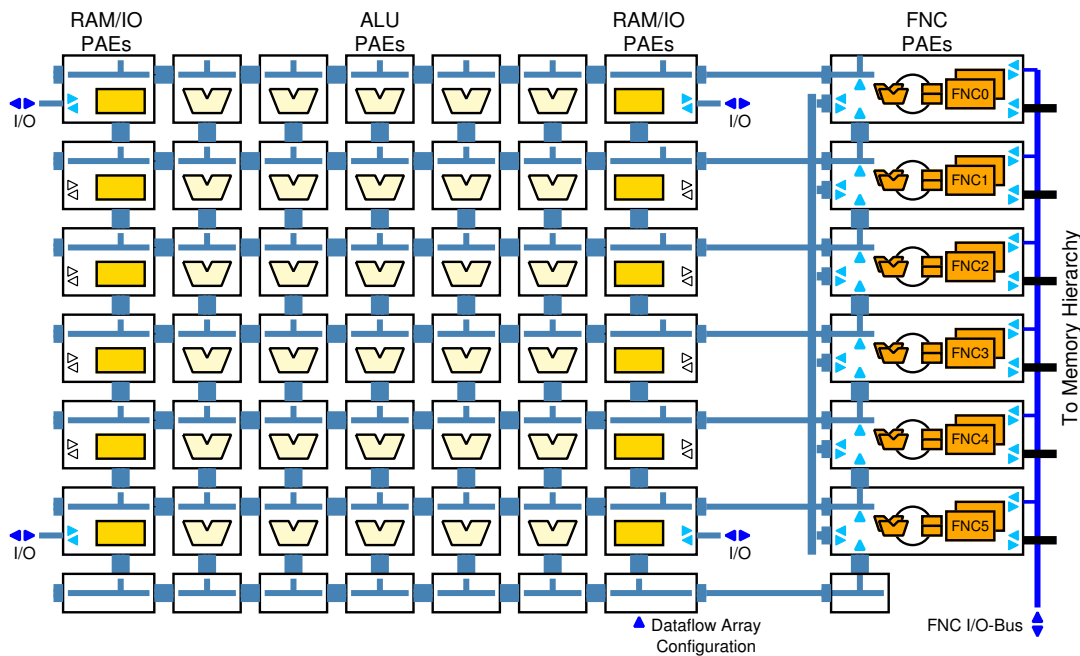 RAM/IO
PAEs
ALU
PAEs
RAM/IO
PAEs
FNC
PAEs
I/O
I/O
FNC0
FNC1
FNC2
FNC3
FNC4
I/O
I/O
FNC5
To Memory Hierarchy
Dataflow Array
Configuration
FNC I/O-Bus